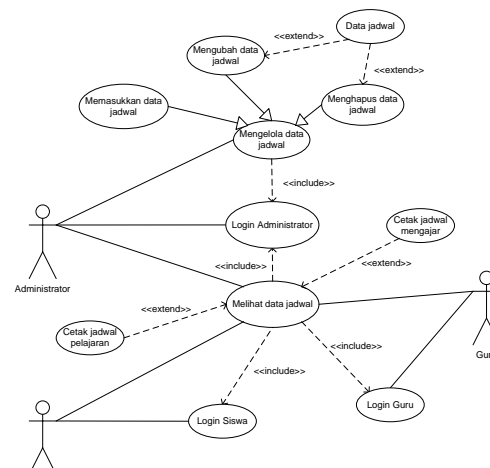 Data jadwal
Mengubah data
jadwal
<<extend>>
<<extend>>
Memasukkan data
jadwal
Menghapus data
jadwal
Mengelola data
jadwal
<<include>>
Login Administrator
Cetak jadwal
mengajar
<<include>>
<<extend>>
Administrator
<<extend>>
Melihat data jadwal
Cetak jadwal
pelajaran
Gur
<<include>>
<<include>>
Login Siswa
Login Guru